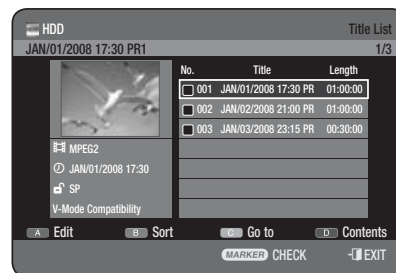 HDD Title List
JAN/01/2008 17:30 PR1 1/3
No. Title Length
001 JAN/01/2008 17:30 PR 01:00:00
002 JAN/02/2008 21:00 PR 01:00:00
003 JAN/03/2008 23:15 PR 00:30:00
MPEG2
JAN/01/2008 17:30
SP
V-Mode Compatibility
A Edit B Sort C Go to D Contents
MARKER CHECK EXIT